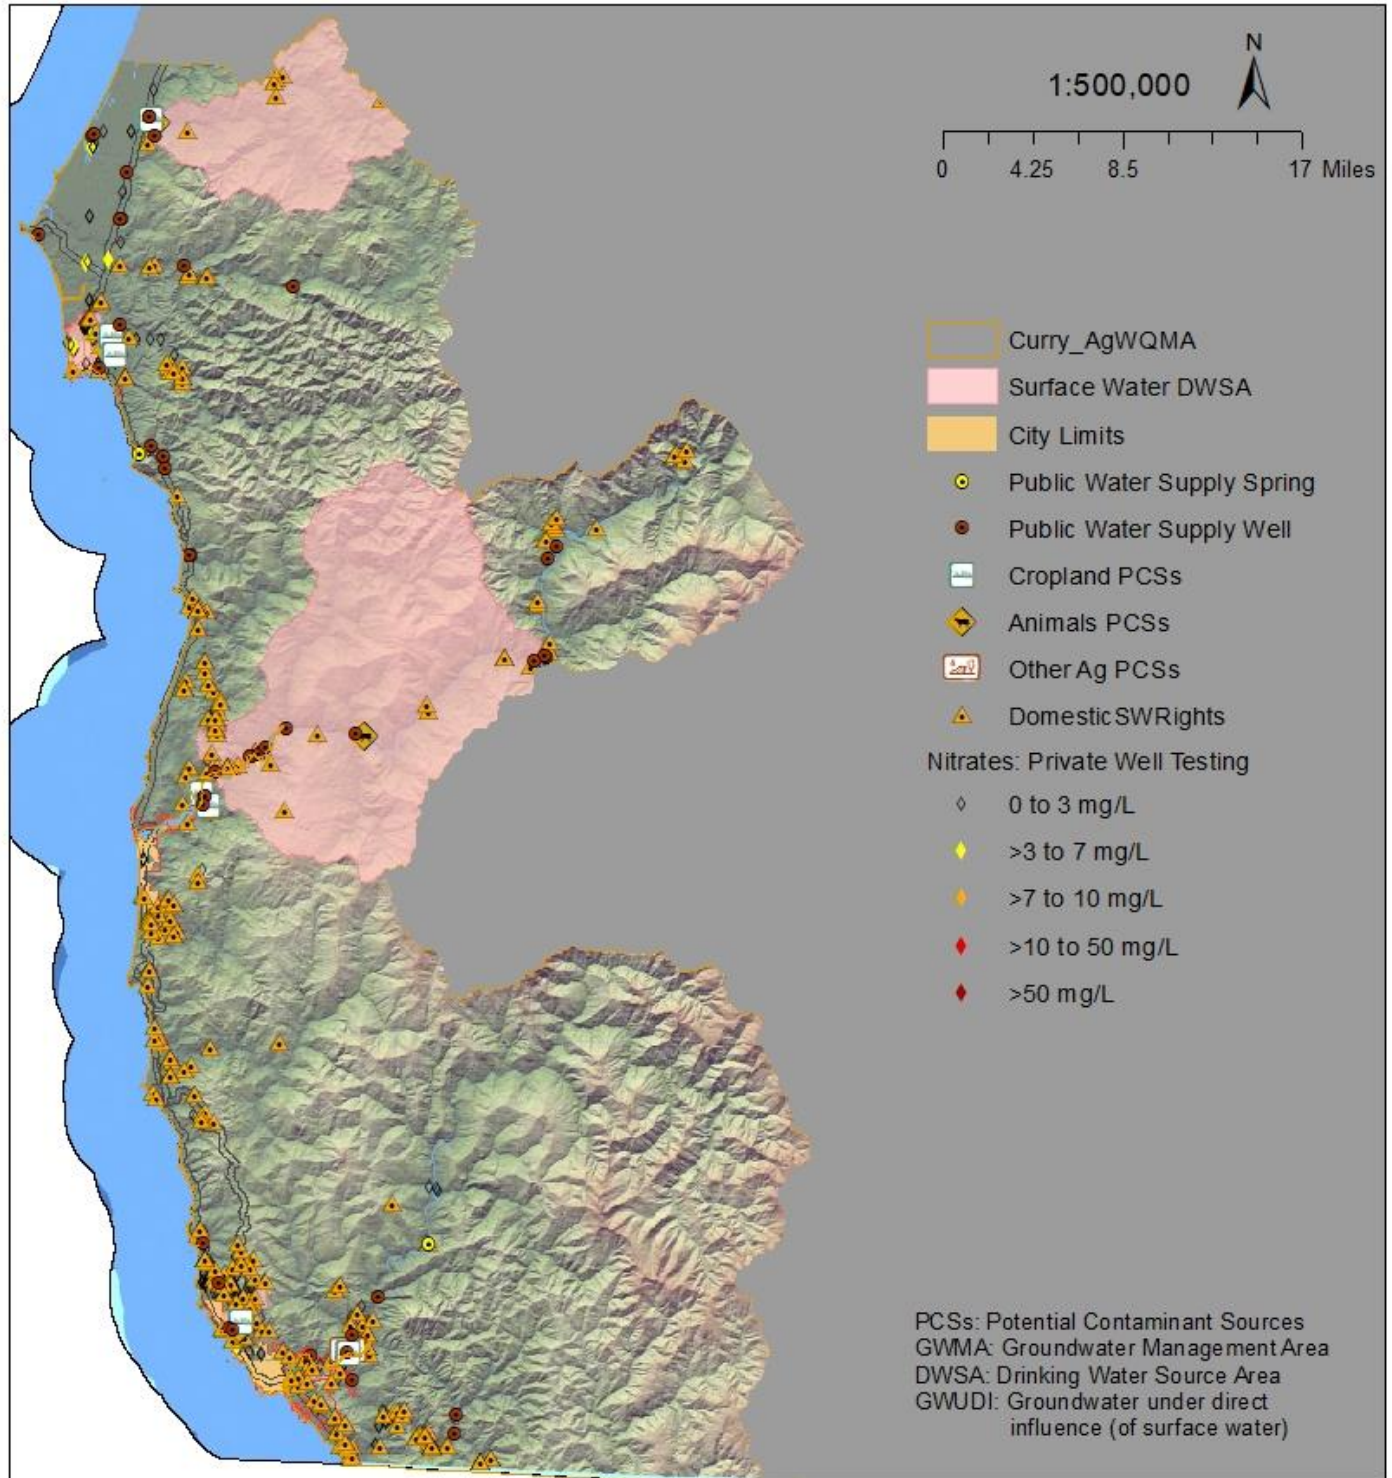 N
1:500,000
0 4.25 8.5 17 Miles
Curry_AgWQMA
Surface Water DWSA
City Limits
Public Water Supply Spring
Public Water Supply Well
Cropland PCSs
Animals PCSs
Other Ag PCSs
DomesticSWRights
Nitrates: Private Well Testing
0 to 3 mg/L
>3 to 7 mg/L
>7 to 10 mg/L
>10 to 50 mg/L
>50 mg/L
PCSs: Potential Contaminant Sources
GWMA: Groundwater Management Area
DWSA: Drinking Water Source Area
GWUDI: Groundwater under direct
influence (of surface water)